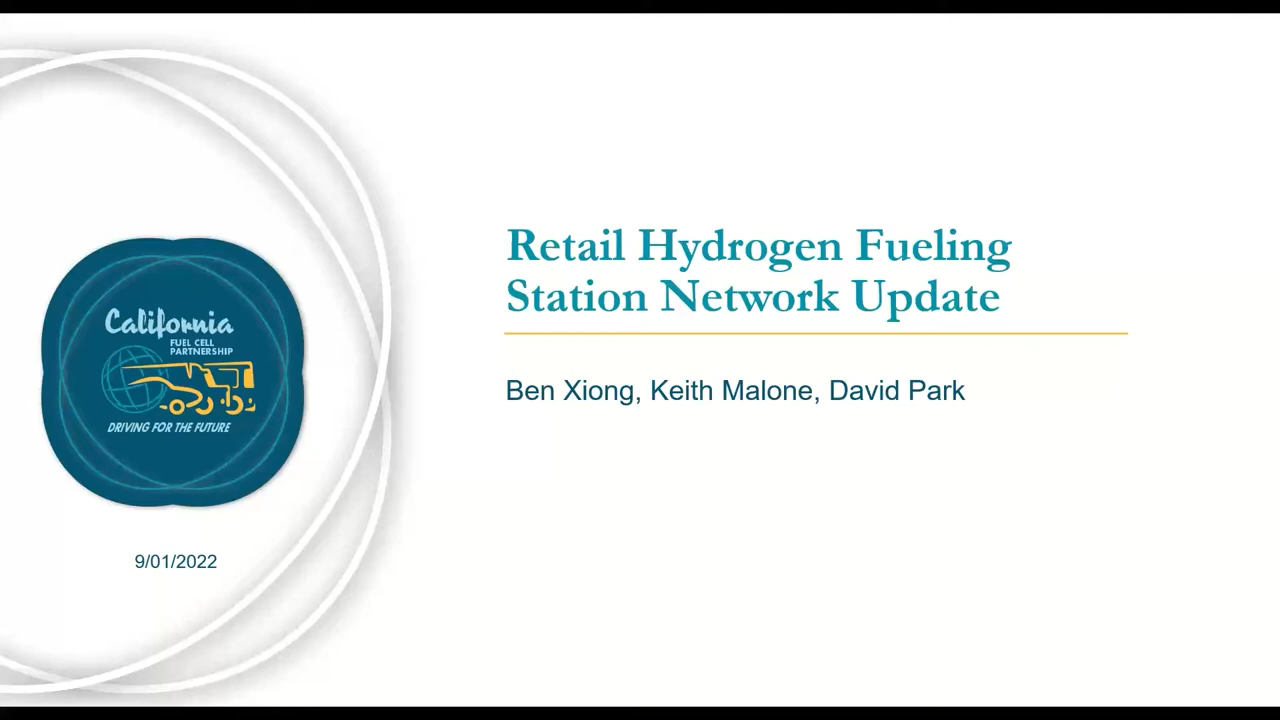 Retail Hydrogen Fueling
Station Network Update
Ben Xiong, Keith Malone, David Park
California
FUEL CELL
PARTNERSHIP
DRIVING FOR THE FUTURE
9/01/2022